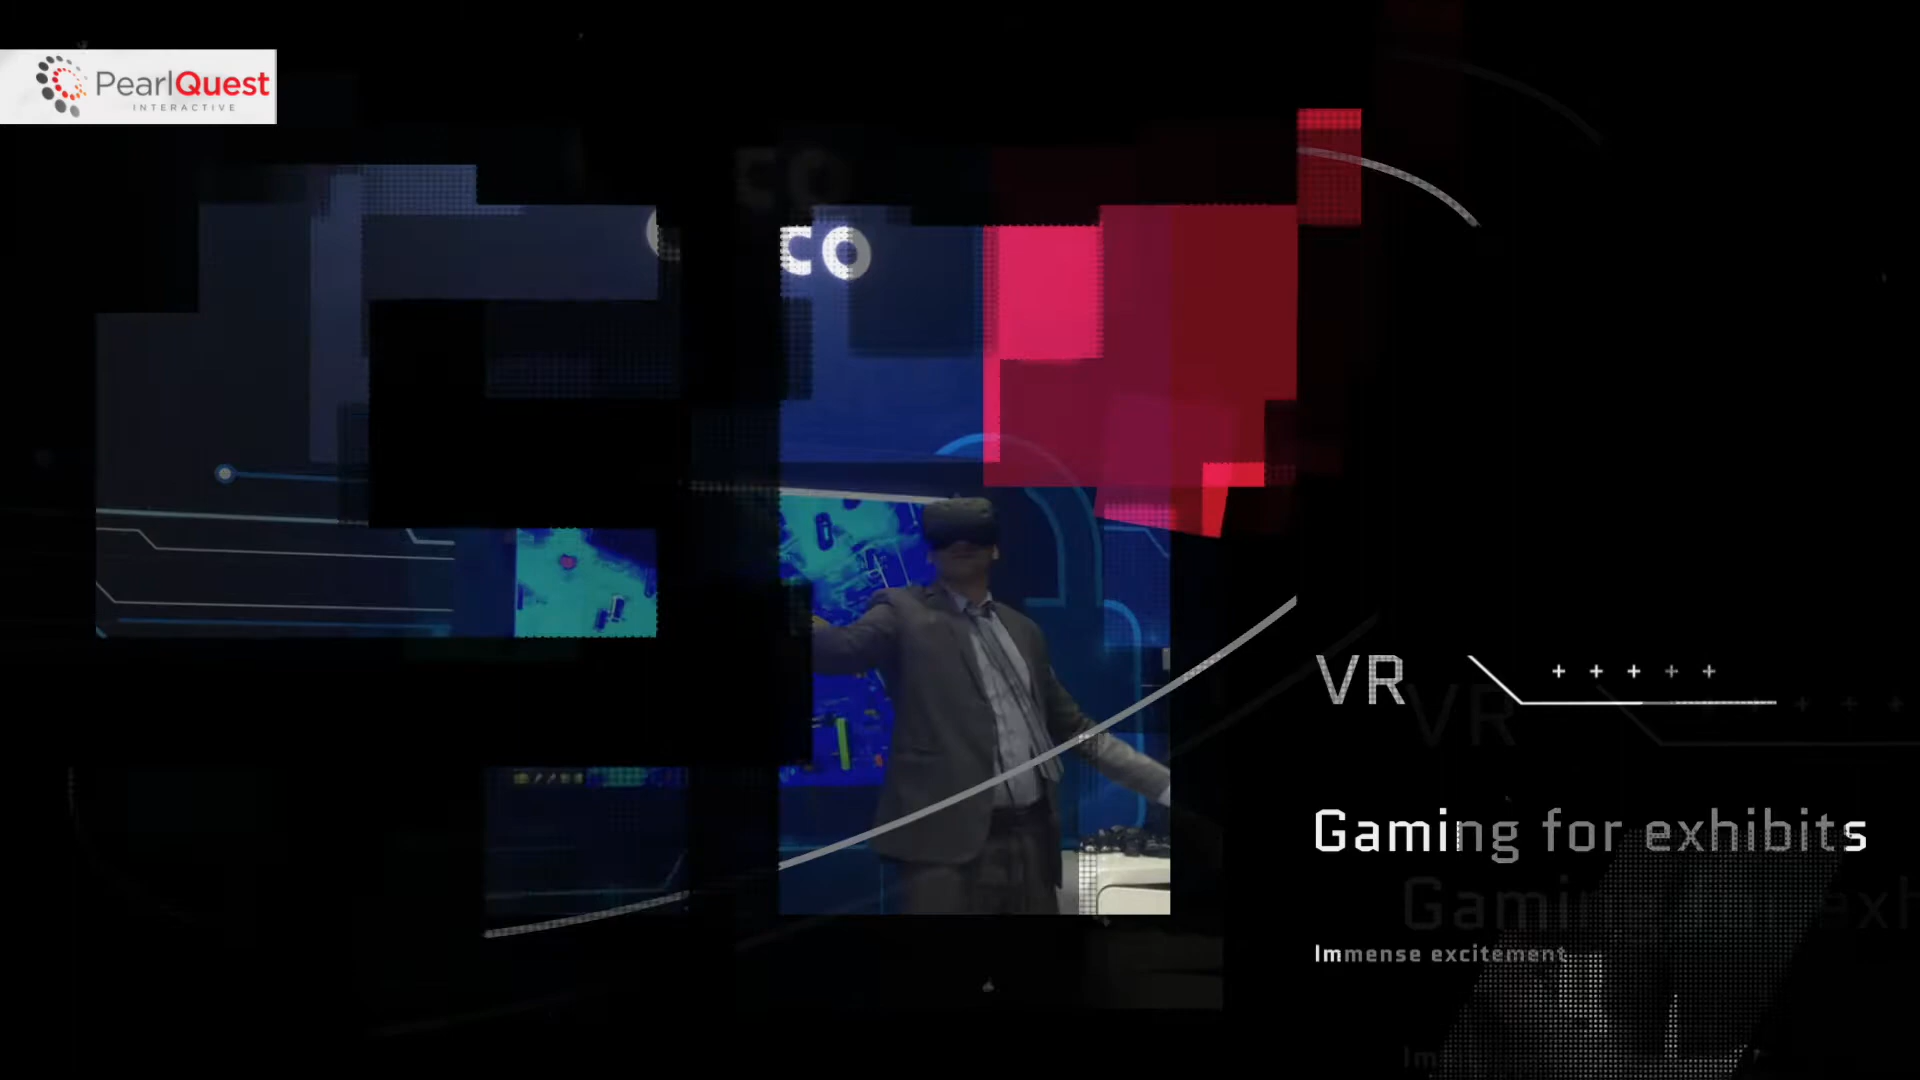 PearlQuest
INTERACTIVE
CO
VR
Gaming for exhibits
Immense excitement